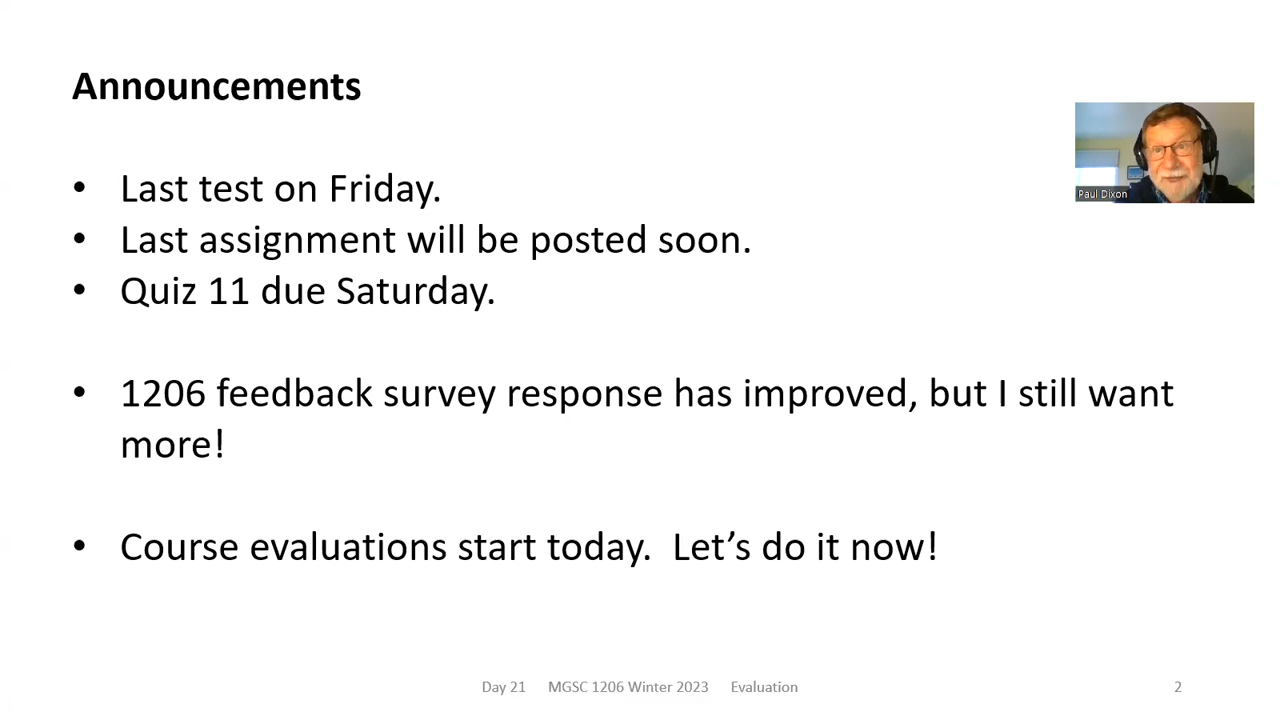 Announcements
Paul Dixon
• Last test on Friday.
• Last assignment will be posted soon.
• Quiz 11 due Saturday.
• 1206 feedback survey response has improved, but I still want
more!
• Course evaluations start today.  Let’s do it now!
Day 21 MGSC 1206 Winter 2023 Evaluation 2